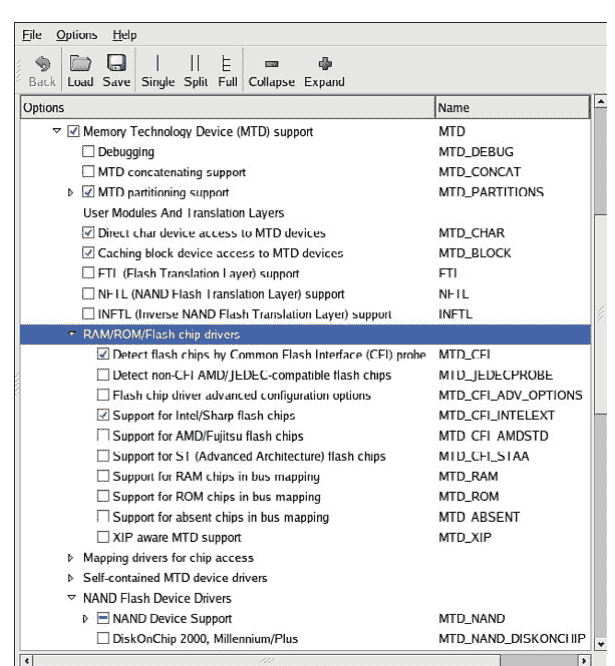 File Options Help
Back Load Save Single Split Full Collapse Expand
Options Name
Memory Technology Device (MTD) support MTD
Debugging MTD_DEBUG
MTD concatenating support MTD_CONCAT
MTD partitioning support MTD_PARTITIONS
User Modules And Translation Layers
Direct char device access to MTD devices MTD_CHAR
Caching block device access to MTD devices MTD_BLOCK
FTL (Flash Translation Layer) support FTL
NFTL (NAND Flash Translation Layer) support NFTL
INFTL (Inverse NAND Flash Translation Layer) support INFTL
RAM/ROM/Flash chip drivers
Detect flash chips by Common Flash Interface (CFI) probe MTD_CFI
Detect non-CFI AMD/JEDEC-compatible flash chips MTD_JEDECPROBE
Flash chip driver advanced configuration options MTD_CFI_ADV_OPTIONS
Support for Intel/Sharp flash chips MTD_CFI_INTELEXT
Support for AMD/Fujitsu flash chips MTD_CFI_AMDSTD
Support for ST (Advanced Architecture) flash chips MTD_CFI_STAA
Support for RAM chips in bus mapping MTD_RAM
Support for ROM chips in bus mapping MTD_ROM
Support for absent chips in bus mapping MTD_ABSENT
XIP aware MTD support MTD_XIP
Mapping drivers for chip access
Self-contained MTD device drivers
NAND Flash Device Drivers
NAND Device Support MTD_NAND
DiskOnChip 2000, Millennium/Plus MTD_NAND_DISKONCHIP